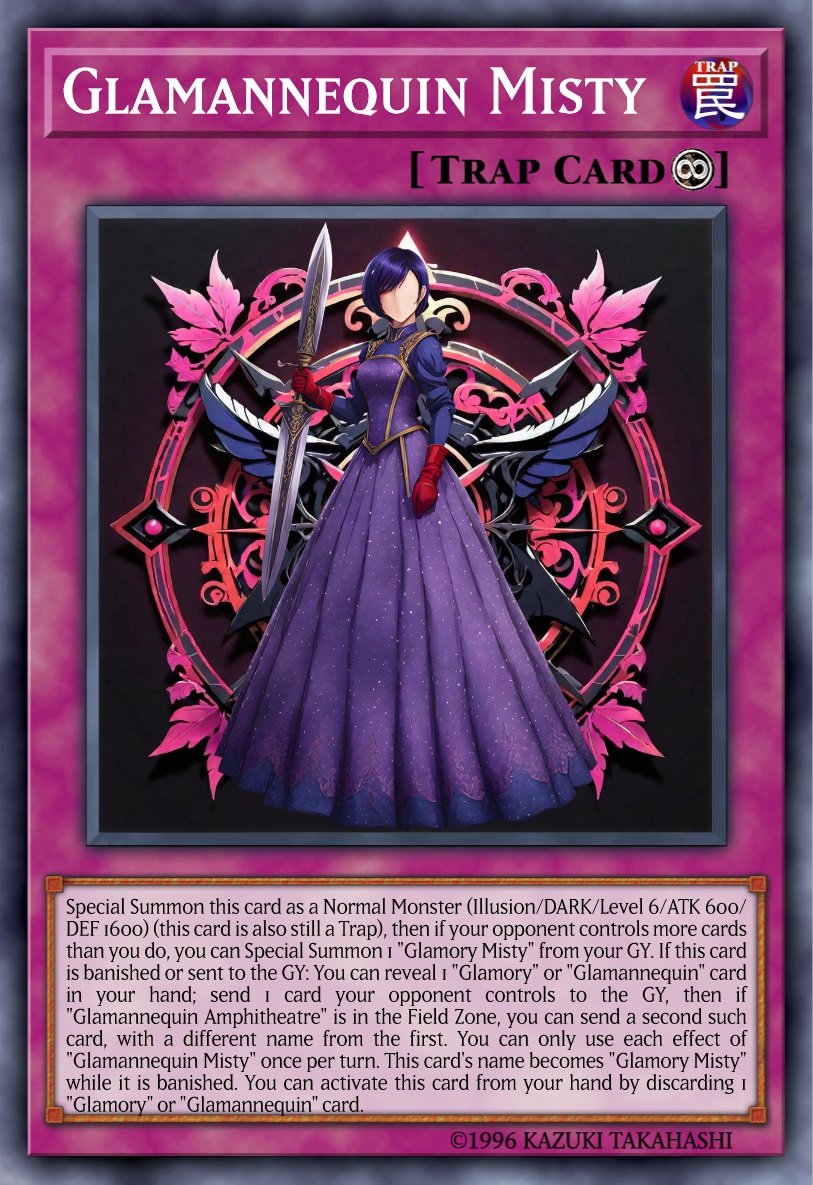 Glamannequin Misty
TRAP
罠
[Trap Card∞]
Special Summon this card as a Normal Monster (Illusion/DARK/Level 6/ATK 600/
DEF 1600) (this card is also still a Trap), then if your opponent controls more cards
than you do, you can Special Summon 1 "Glamory Misty" from your GY. If this card
is banished or sent to the GY: You can reveal 1 "Glamory" or "Glamannequin" card
in your hand; send 1 card your opponent controls to the GY, then if
"Glamannequin Amphitheatre" is in the Field Zone, you can send a second such
card, with a different name from the first. You can only use each effect of
"Glamannequin Misty" once per turn. This card's name becomes "Glamory Misty"
while it is banished. You can activate this card from your hand by discarding 1
"Glamory" or "Glamannequin" card.
©1996 KAZUKI TAKAHASHI